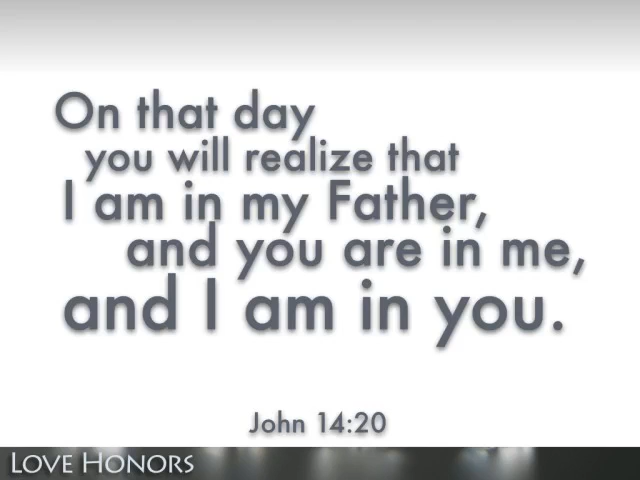 On that day
you will realize that
I am in my Father,
and you are in me,
and I am in you.
John 14:20
LOVE HONORS